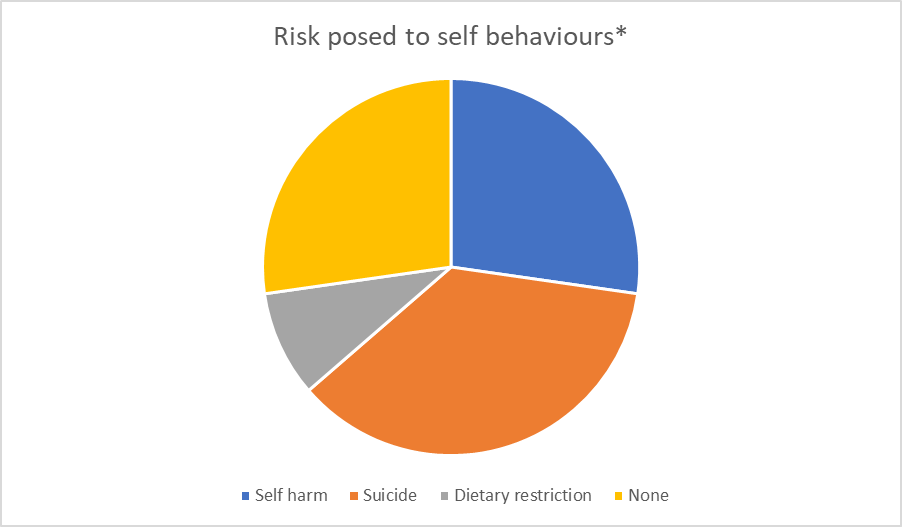 Risk posed to self behaviours*
Self harm Suicide Dietary restriction None